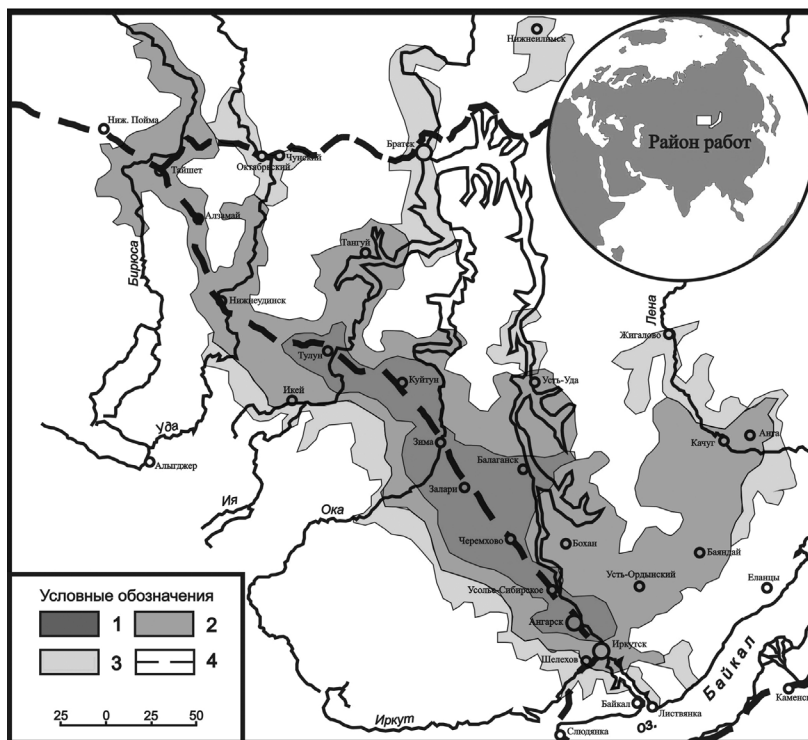 Нижнеилимск
Район работ
Ниж. Пойма
Братск
Октябрьский
Чунский
Тайшет
Алзамай
Тангуй
Бирюса
Нижнеудинск
Лена
Жигалово
Тулун
Куйтун
Усть-Уда
Икей
Уда
Зима
Качуг
Анга
Алыгджер
Балаганск
Залари
Ия
Ока
Черемхово
Бохан
Баяндай
Усолье-Сибирское
Усть-Ордынский
Еланцы
Ангарск
Иркутск
Шелехов
Байкал
Каменск
Иркут
Байкал
Листвянка
оз.
Слюдянка
Условные обозначения
1
2
3
4
25 0 25 50